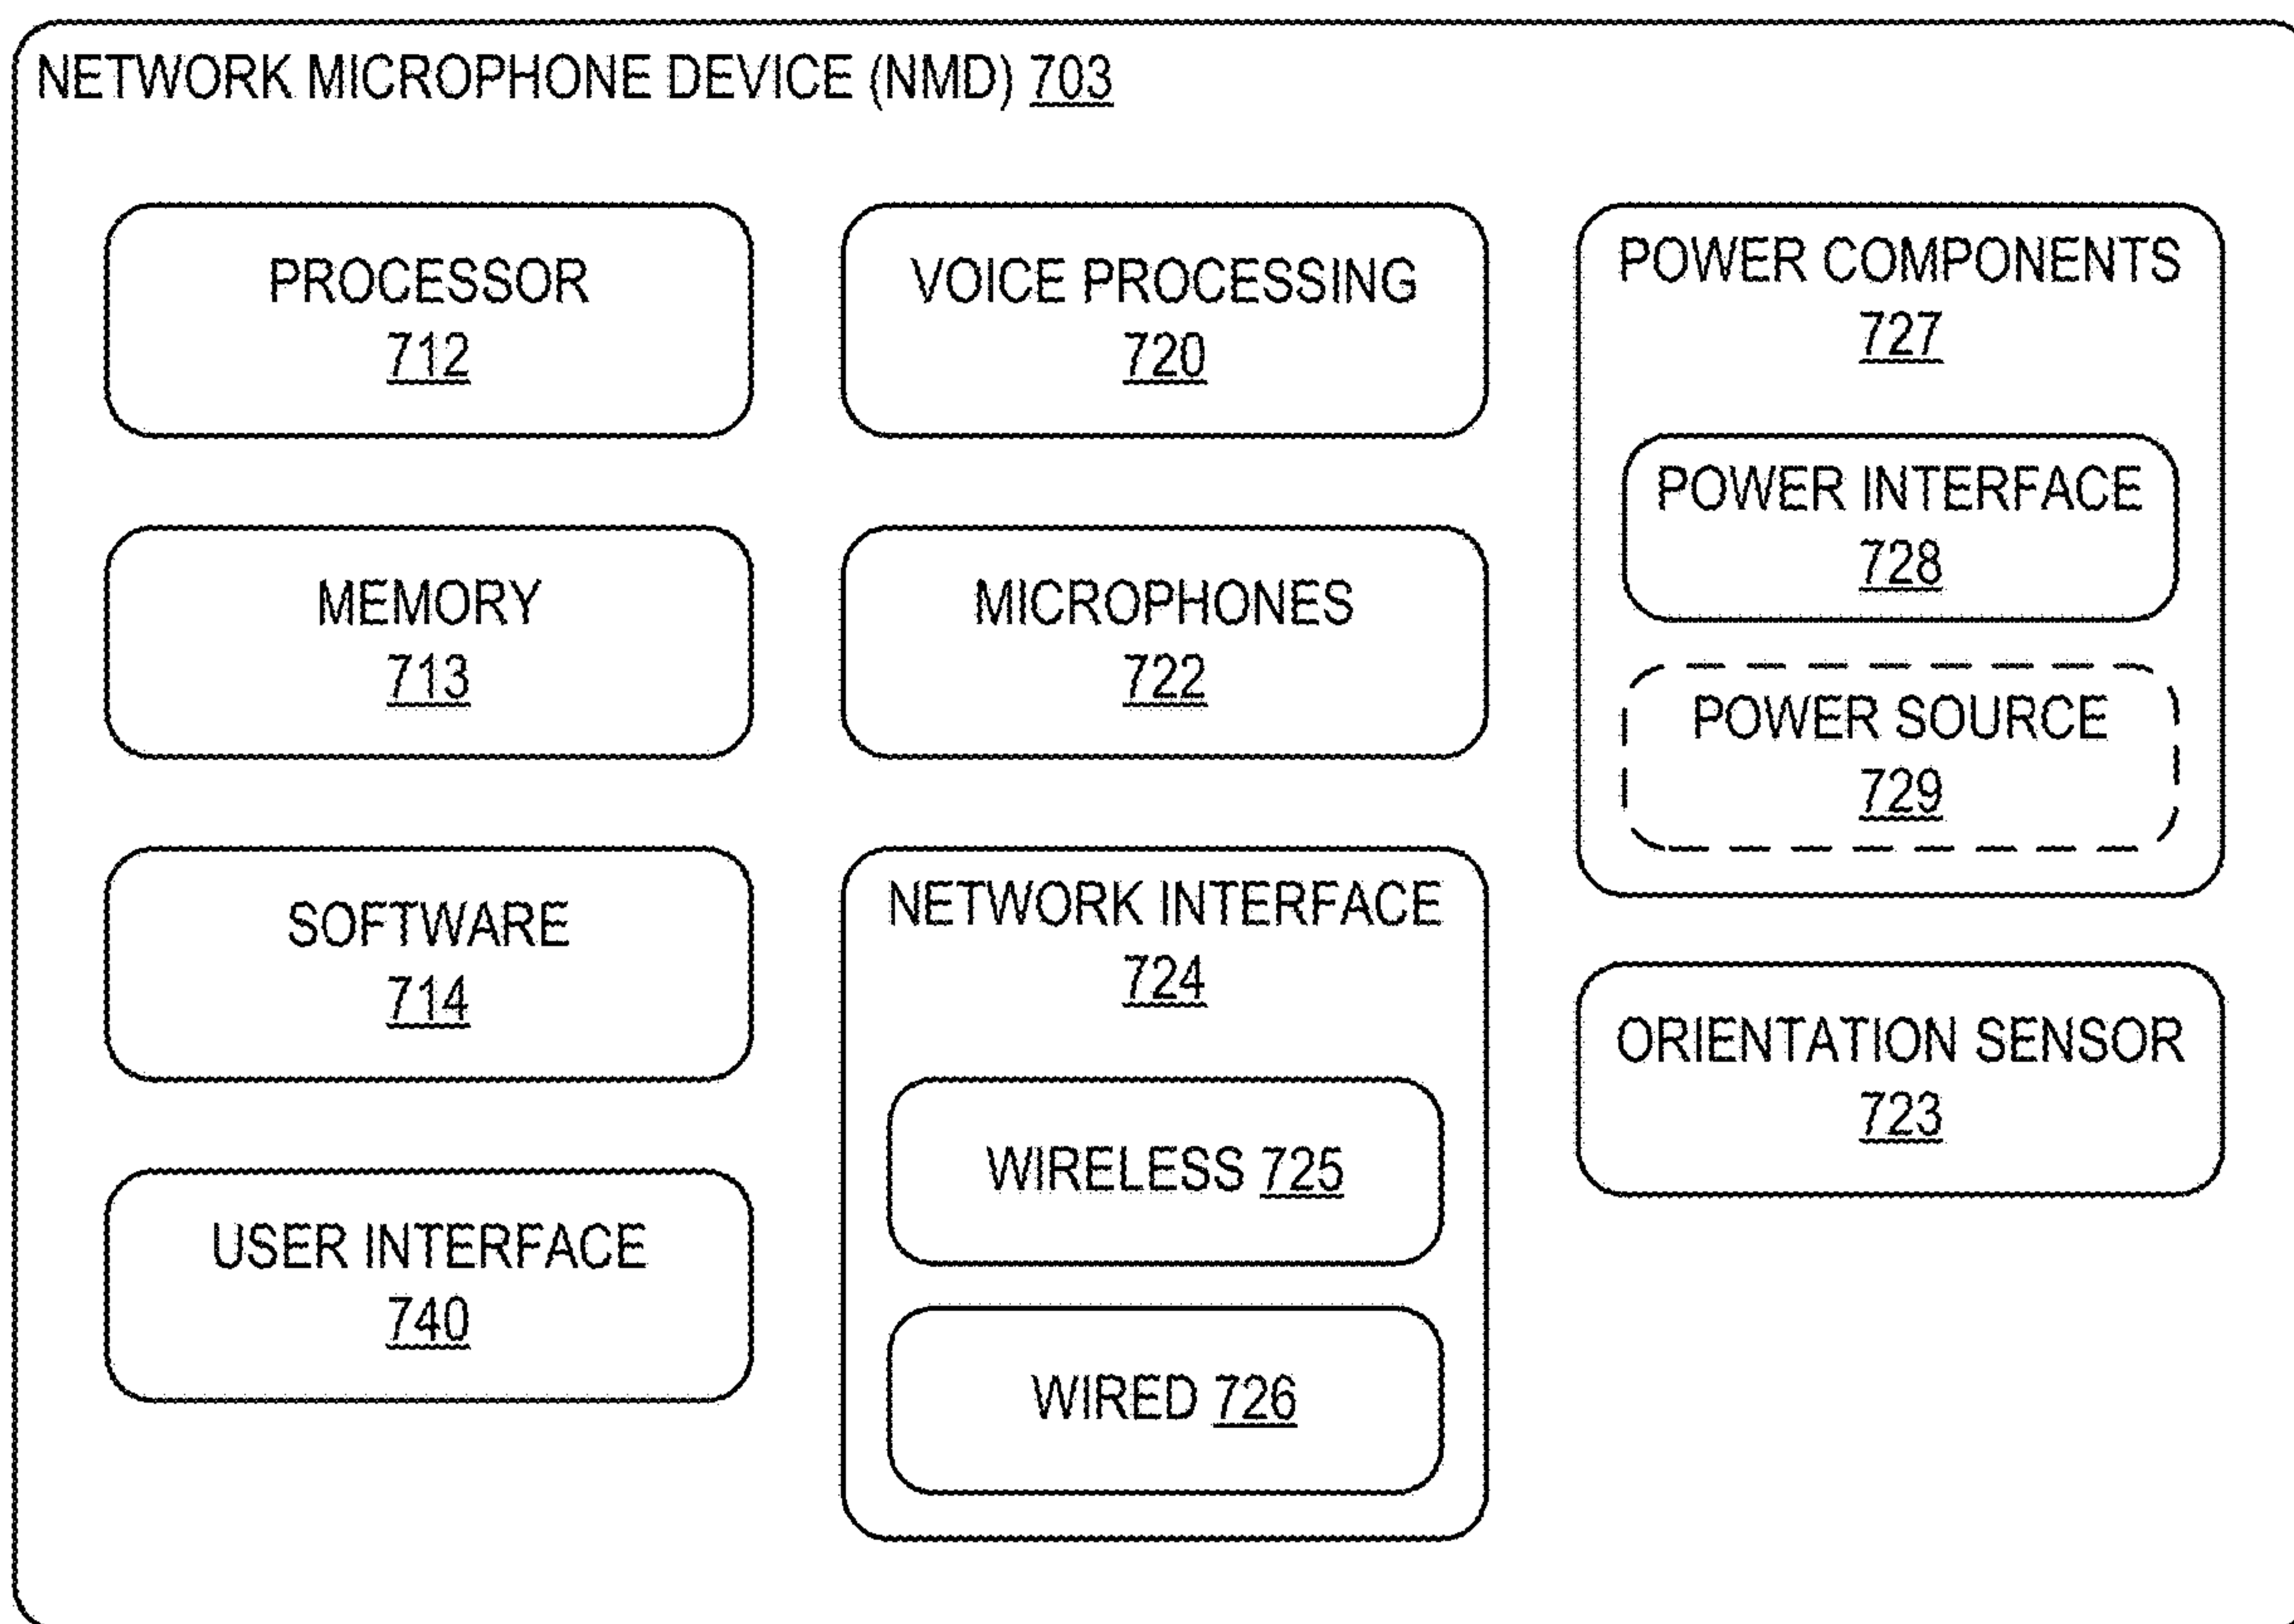 NETWORK MICROPHONE DEVICE (NMD) 703
PROCESSOR
712
MEMORY
713
SOFTWARE
714
USER INTERFACE
740
VOICE PROCESSING
720
MICROPHONES
722
NETWORK INTERFACE
724
WIRELESS 725
WIRED 726
POWER COMPONENTS
727
POWER INTERFACE
728
POWER SOURCE
729
ORIENTATION SENSOR
723